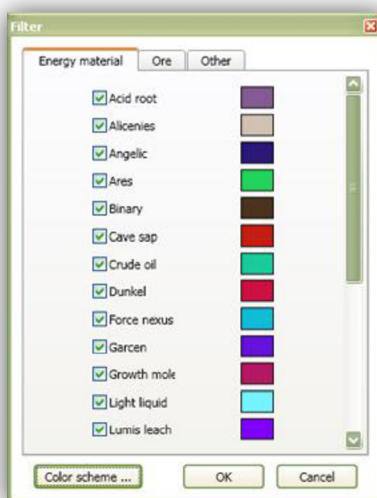 Filter
Energy material Ore Other
Acid root
Alicenies
Angelic
Ares
Binary
Cave sap
Crude oil
Dunkel
Force nexus
Garcen
Growth mole
Light liquid
Lumis leach
Color scheme ... OK Cancel